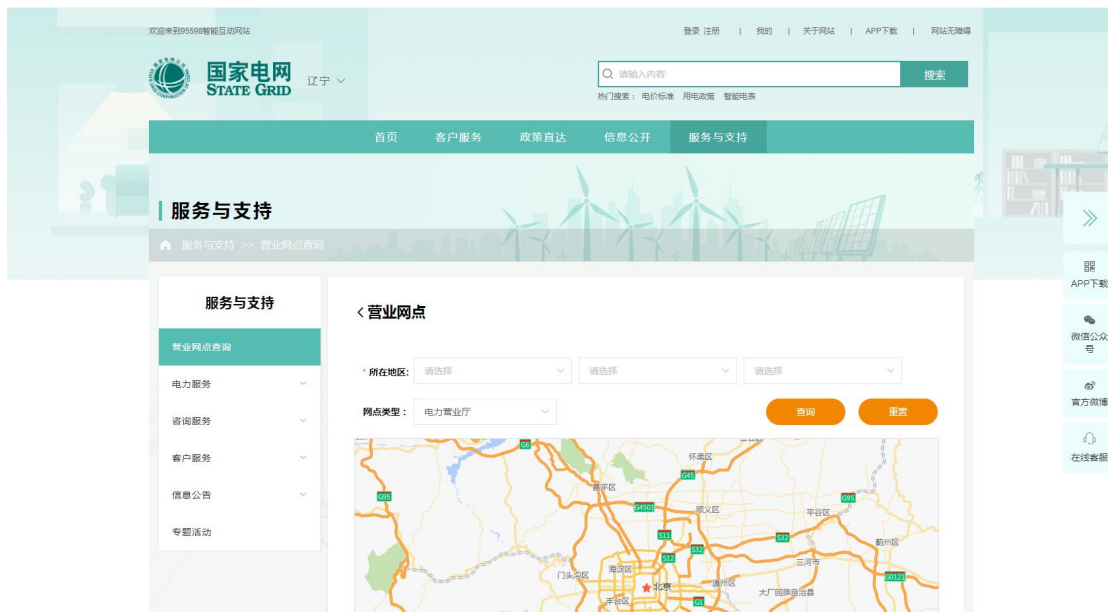 欢迎来到95598智能互动网站
登录 注册 | 我的 | 关于网站 | APP下载 | 网站无障碍
国家电网
STATE GRID
辽宁
请输入内容
搜索
热门搜索： 电价标准 用电政策 智能电表
首页 客户服务 政策直达 信息公开 服务与支持
服务与支持
服务与支持 >> 营业网点查询
服务与支持
营业网点查询
电力服务
咨询服务
客户服务
信息公告
专题活动
营业网点
* 所在地区: 请选择 请选择 请选择
网点类型： 电力营业厅
查询 重置
G6
怀柔区
G45
昌平区
G95
G95
G4501
顺义区
平谷区
S11
S32
S32
蓟州区
S12
三河市
海淀区
门头沟区
G0121
北京
通州区
大厂回族自治县
丰台区
G1
APP下载
微信公众
号
官方微博
在线客服